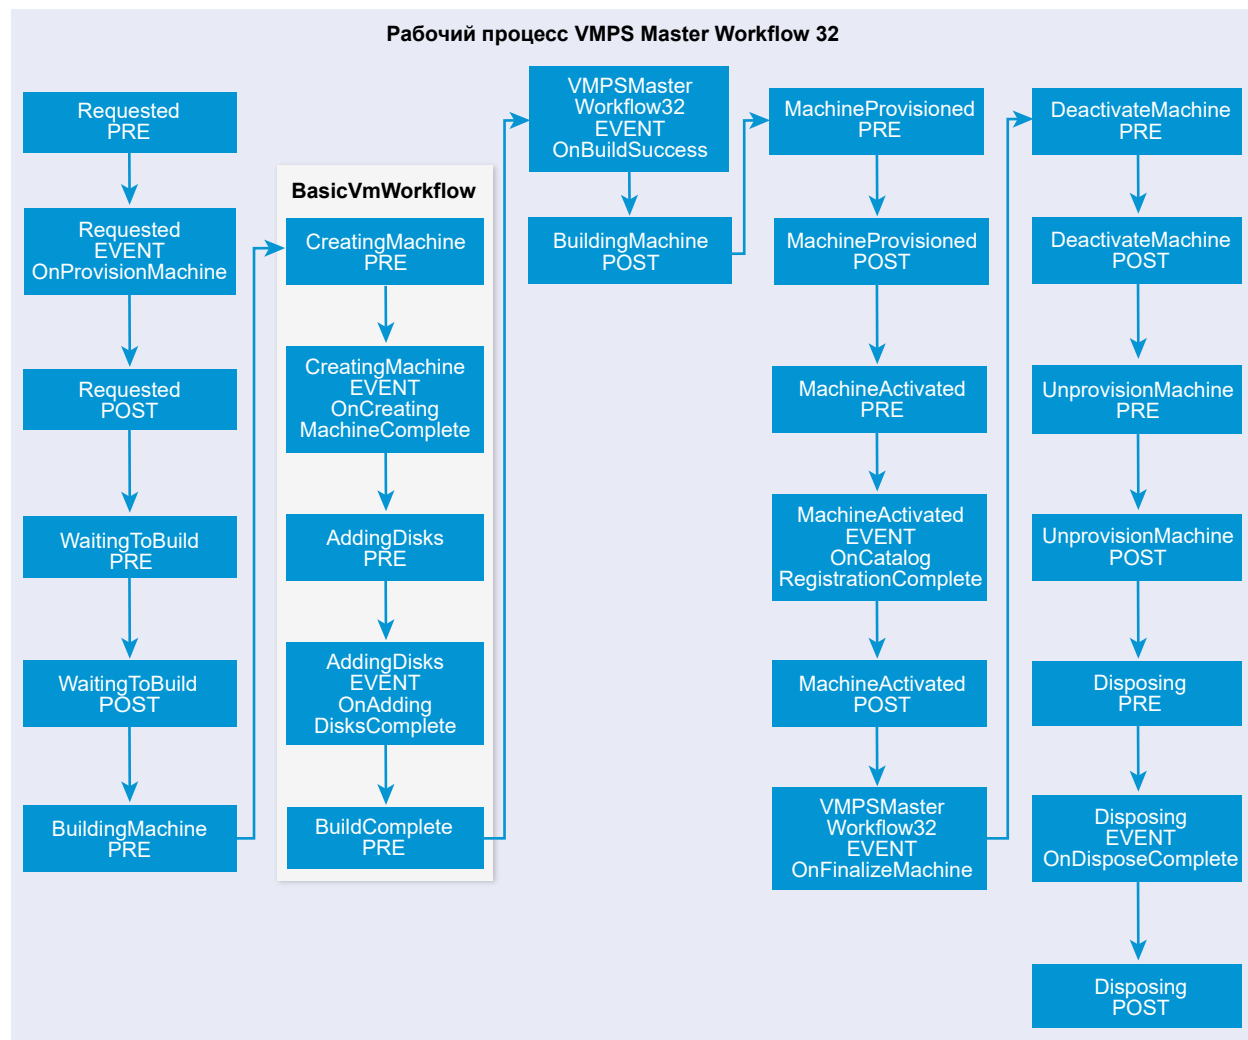 Рабочий процесс VMPS Master Workflow 32
Requested
PRE
Requested
EVENT
OnProvisionMachine
Requested
POST
WaitingToBuild
PRE
WaitingToBuild
POST
BuildingMachine
PRE
BasicVmWorkflow
CreatingMachine
PRE
CreatingMachine
EVENT
OnCreating
MachineComplete
AddingDisks
PRE
AddingDisks
EVENT
OnAdding
DisksComplete
BuildComplete
PRE
VMPSMaster
Workflow32
EVENT
OnBuildSuccess
BuildingMachine
POST
MachineProvisioned
PRE
MachineProvisioned
POST
MachineActivated
PRE
MachineActivated
EVENT
OnCatalog
RegistrationComplete
MachineActivated
POST
VMPSMaster
Workflow32
EVENT
OnFinalizeMachine
DeactivateMachine
PRE
DeactivateMachine
POST
UnprovisionMachine
PRE
UnprovisionMachine
POST
Disposing
PRE
Disposing
EVENT
OnDisposeComplete
Disposing
POST